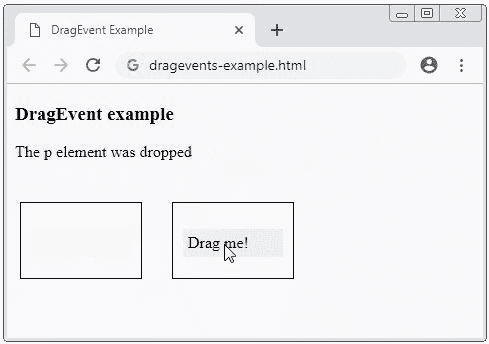 DragEvent Example
dragevents-example.html
DragEvent example
The p element was dropped
Drag me!